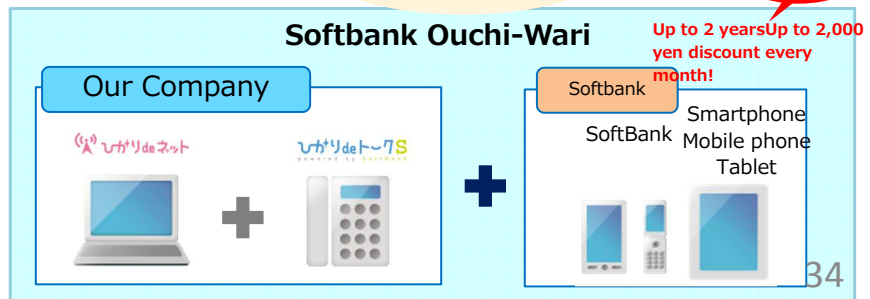 Softbank Ouchi-Wari
Up to 2 yearsUp to 2,000
yen discount every
month!
Our Company
ひかりdeネット
ひかりdeトークS
powered by SoftBank
Softbank
SoftBank
Smartphone
Mobile phone
Tablet
34